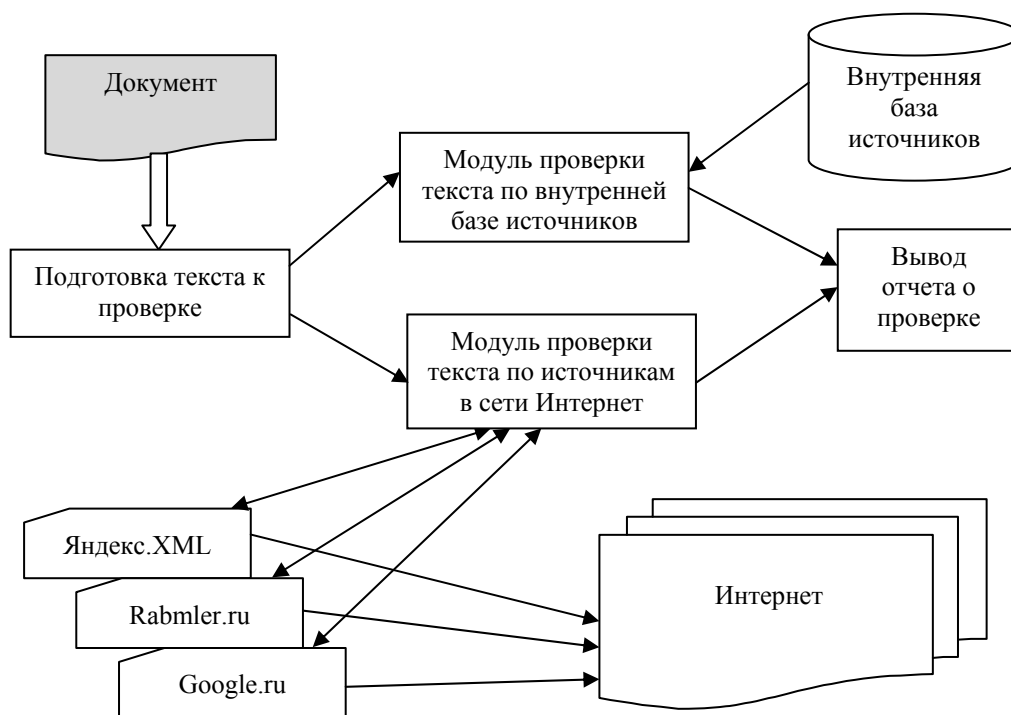 Документ
Внутренняя
база
источников
Модуль проверки
текста по внутренней
базе источников
Подготовка текста к
проверке
Вывод
отчета о
проверке
Модуль проверки
текста по источникам
в сети Интернет
Яндекс.XML
Rabmler.ru
Google.ru
Интернет